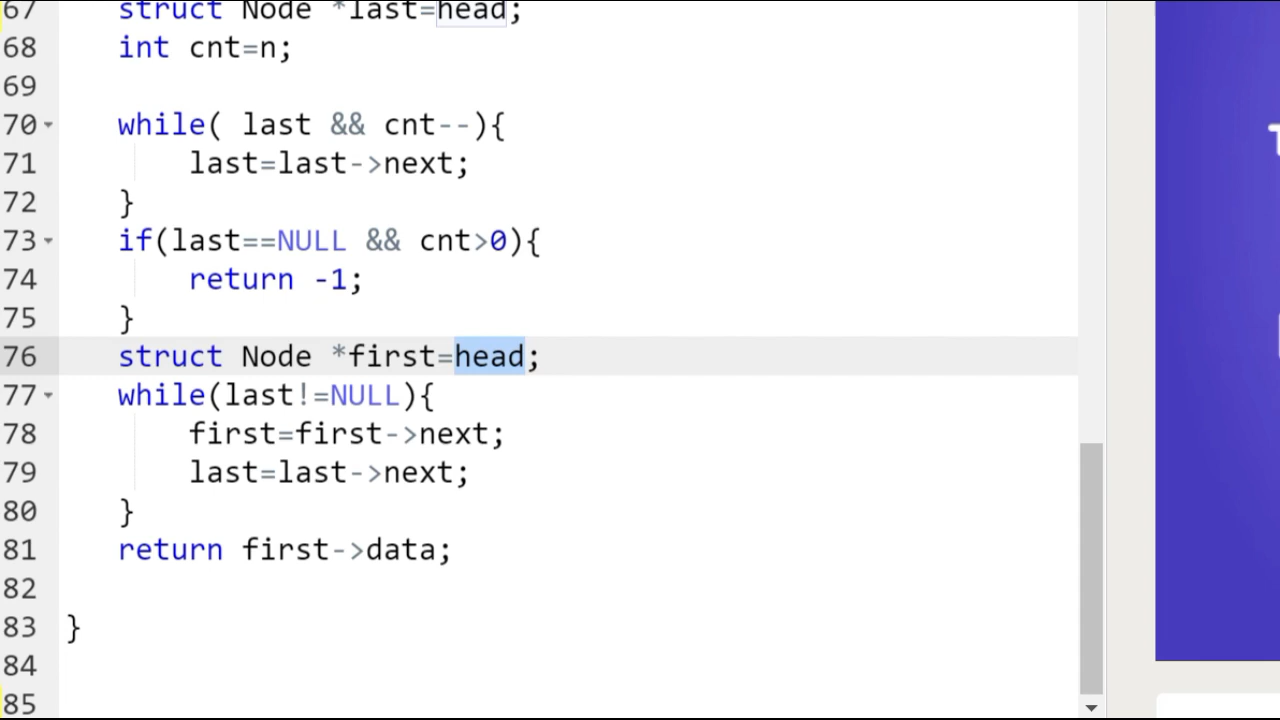 67 struct Node *last=head;
68 int cnt=n;
69
70 while( last && cnt--){
71 last=last->next;
72 }
73 if(last==NULL && cnt>0){
74 return -1;
75 }
76 struct Node *first=head;
77 while(last!=NULL){
78 first=first->next;
79 last=last->next;
80 }
81 return first->data;
82
83 }
84
85